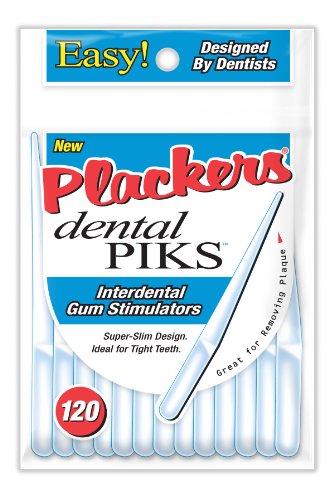 Easy!
Designed
By Dentists
New
Plackers®
dental
PIKS™
Interdental
Gum Stimulators
Super-Slim Design.
Ideal for Tight Teeth.
Great for Removing Plaque
120